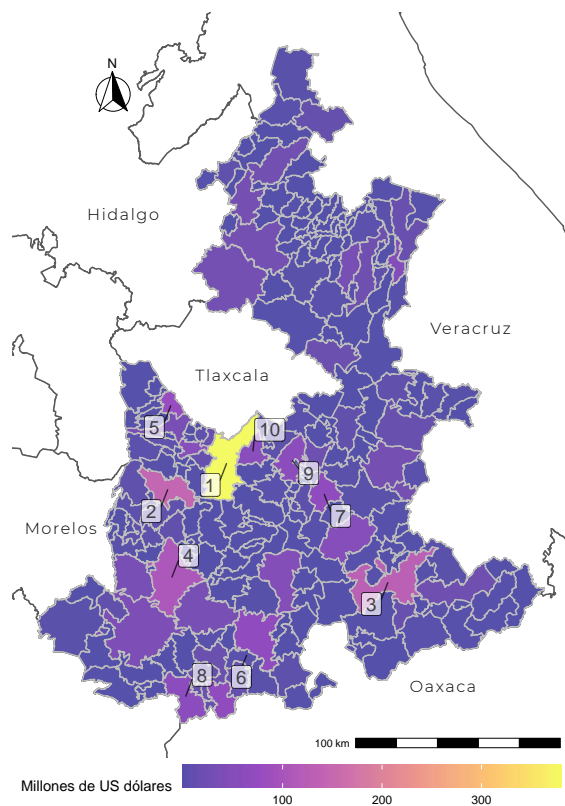 N
Hidalgo
Veracruz
Tlaxcala
5
10
1
9
2
7
Morelos
4
3
8
6
Oaxaca
100 km
Millones de US dólares
100
200
300